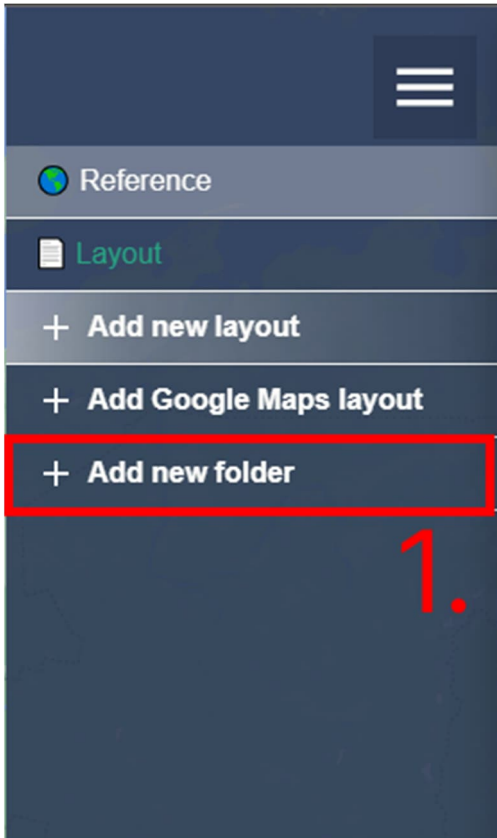 Reference
Layout
+ Add new layout
+ Add Google Maps layout
+ Add new folder
1.